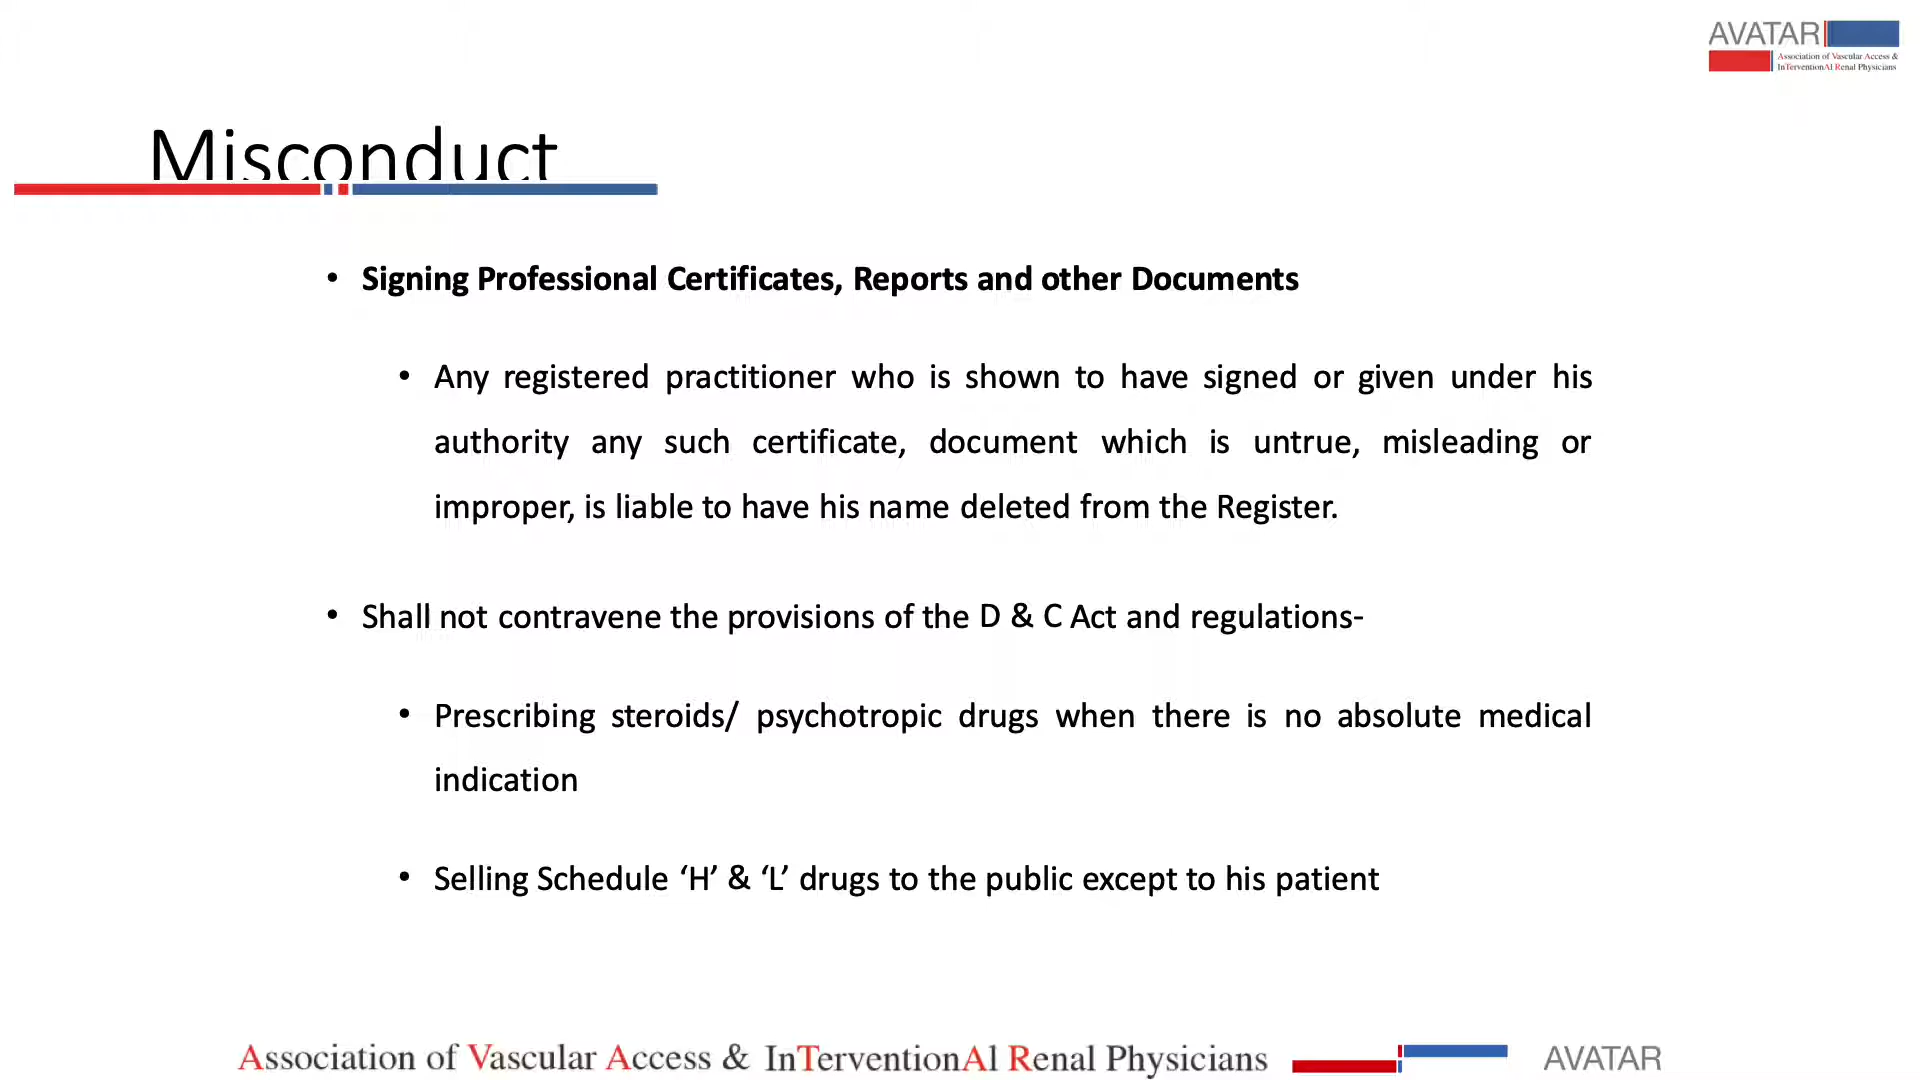 AVATAR
Association of Vascular Access &
InTerventionAl Renal Physicians
Misconduct
• Signing Professional Certificates, Reports and other Documents
• Any registered practitioner who is shown to have signed or given under his
authority any such certificate, document which is untrue, misleading or
improper, is liable to have his name deleted from the Register.
• Shall not contravene the provisions of the D & C Act and regulations-
• Prescribing steroids/ psychotropic drugs when there is no absolute medical
indication
• Selling Schedule ‘H’ & ‘L’ drugs to the public except to his patient
Association of Vascular Access & InTerventionAl Renal Physicians AVATAR